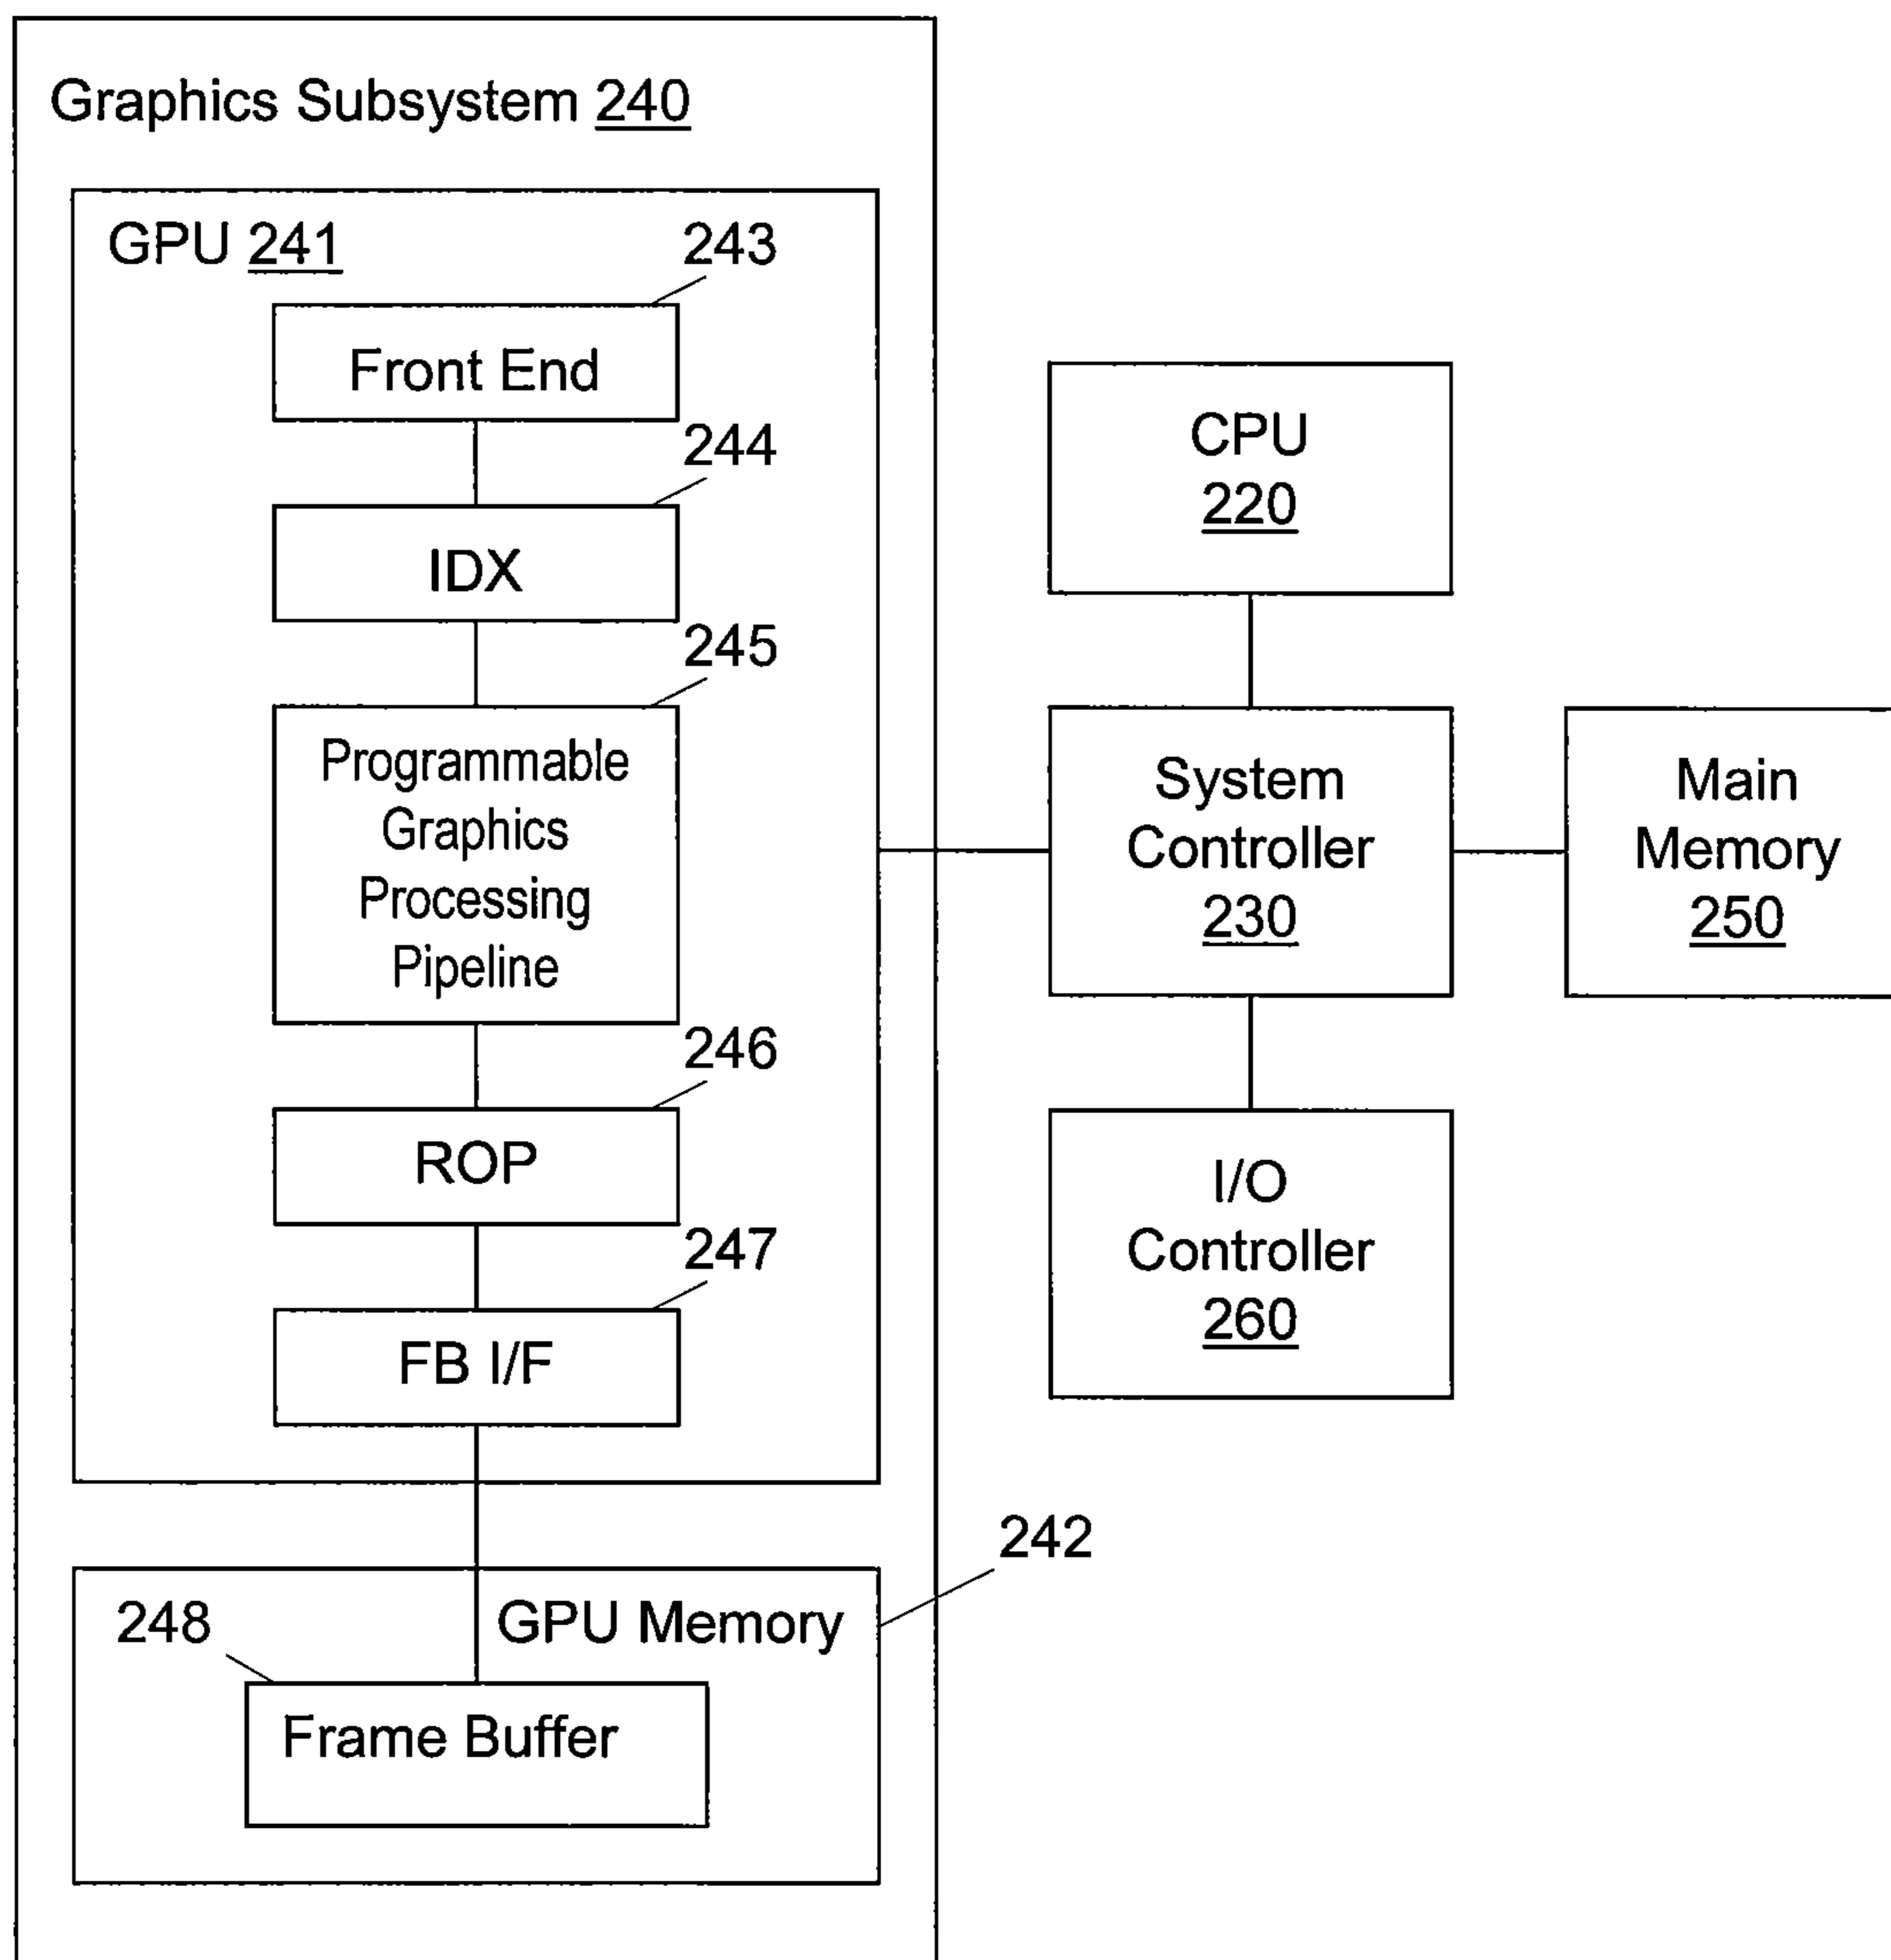 Graphics Subsystem 240
GPU 241
243
Front End
244
IDX
245
Programmable
Graphics
Processing
Pipeline
246
ROP
247
FB I/F
242
GPU Memory
248
Frame Buffer
CPU
220
System
Controller
230
Main
Memory
250
I/O
Controller
260